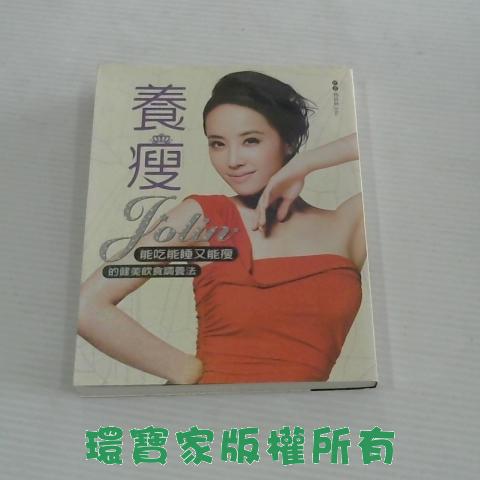 養
瘦
Jolin
能吃能睡又能瘦
的健美飲食調養法
環寶家版權所有